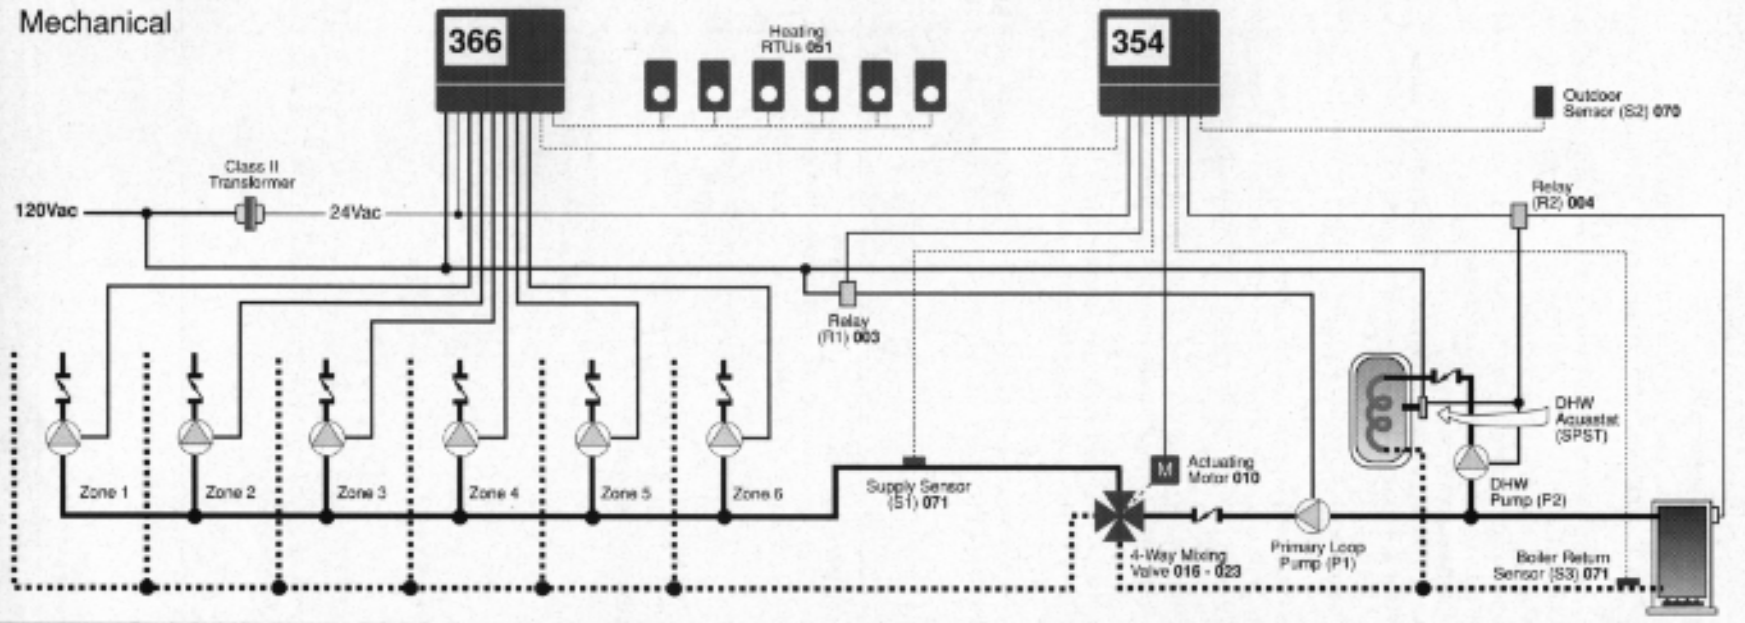 Mechanical
366
Heating
RTUs 051
354
Outdoor
Sensor (S2) 070
Class II
Transformer
120Vac
24Vac
Relay
(R2) 004
Relay
(R1) 003
DHW
Aquastat
(SPST)
Zone 1
Zone 2
Zone 3
Zone 4
Zone 5
Zone 6
Supply Sensor
(S1) 071
M
Actuating
Motor 010
DHW
Pump (P2)
4-Way Mixing
Valve 016 - 023
Primary Loop
Pump (P1)
Boiler Return
Sensor (S3) 071